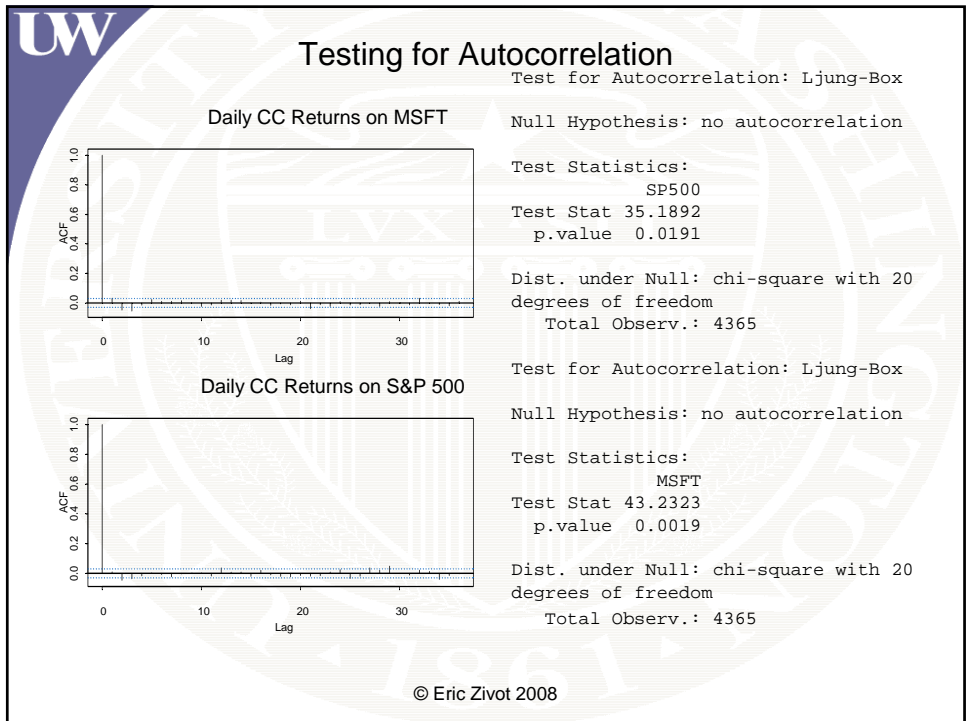 UW
Testing for Autocorrelation
Daily CC Returns on MSFT
ACF
0.0 0.2 0.4 0.6 0.8 1.0
0 10 20 30
Lag
Daily CC Returns on S&P 500
ACF
0.0 0.2 0.4 0.6 0.8 1.0
0 10 20 30
Lag
Test for Autocorrelation: Ljung-Box
Null Hypothesis: no autocorrelation
Test Statistics:
SP500
Test Stat 35.1892
p.value 0.0191
Dist. under Null: chi-square with 20
degrees of freedom
Total Observ.: 4365
Test for Autocorrelation: Ljung-Box
Null Hypothesis: no autocorrelation
Test Statistics:
MSFT
Test Stat 43.2323
p.value 0.0019
Dist. under Null: chi-square with 20
degrees of freedom
Total Observ.: 4365
1861
© Eric Zivot 2008